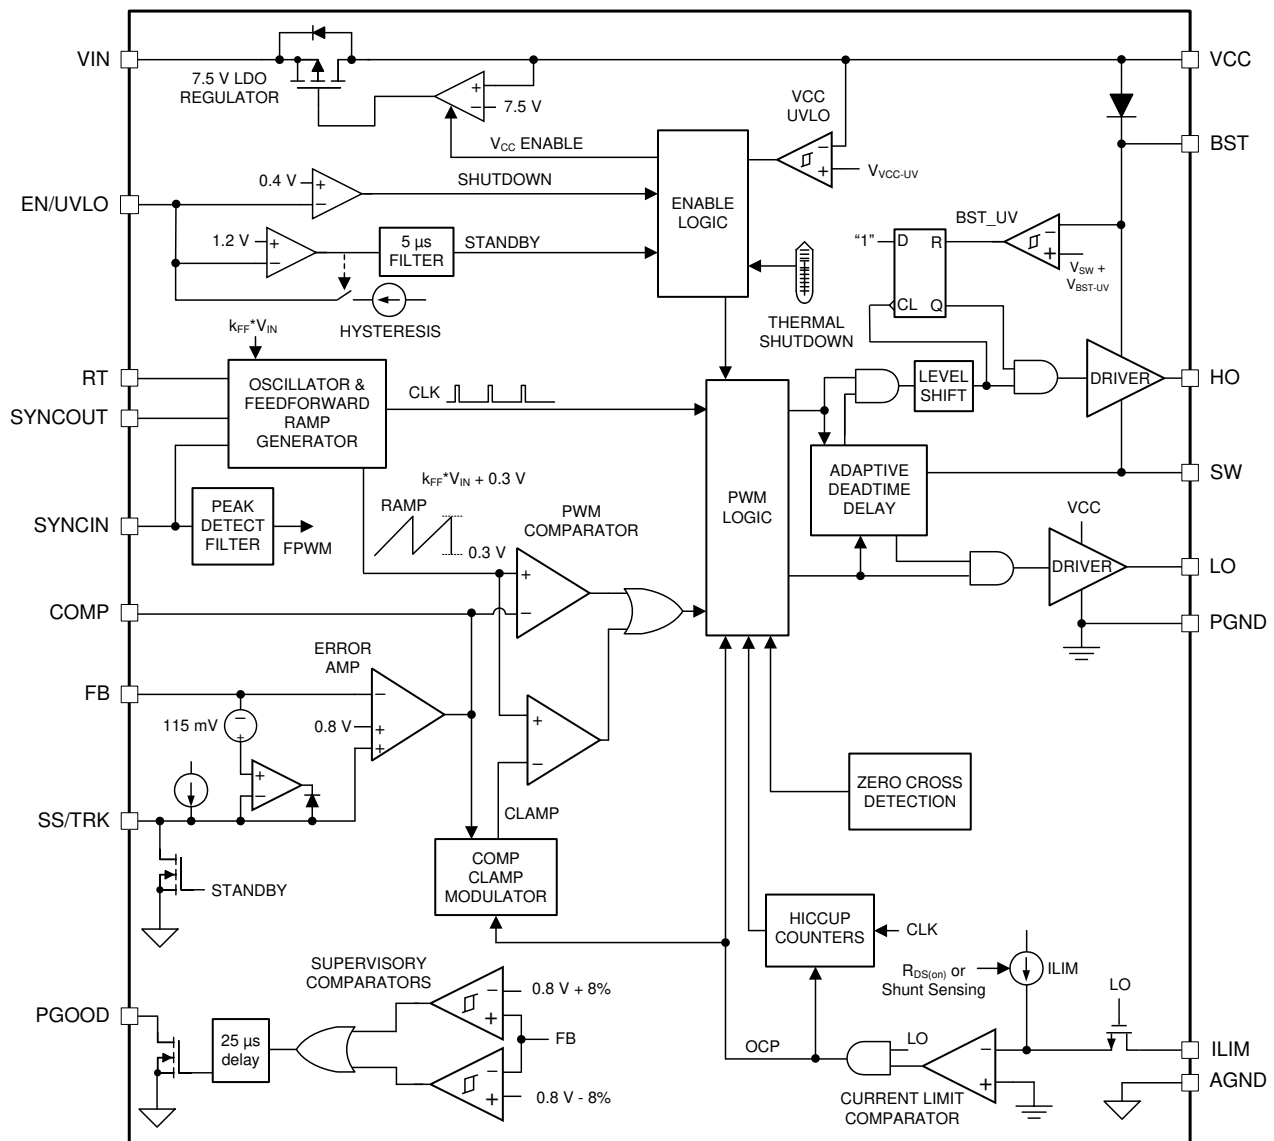 VIN
7.5 V LDO
REGULATOR
+
−
7.5 V
VCC ENABLE
VCC
UVLO
−
+
VVCC-UV
VCC
BST
EN/UVLO
0.4 V
+
−
SHUTDOWN
1.2 V
+
−
5 µs
FILTER
STANDBY
HYSTERESIS
ENABLE
LOGIC
THERMAL
SHUTDOWN
BST_UV
−
+
VSW +
VBST-UV
“1”
D
R
CL
Q
kFF*VIN
RT
SYNCOUT
OSCILLATOR &
FEEDFORWARD
RAMP
GENERATOR
CLK
LEVEL
SHIFT
DRIVER
HO
ADAPTIVE
DEADTIME
DELAY
SW
SYNCIN
PEAK
DETECT
FILTER
FPWM
kFF*VIN + 0.3 V
RAMP
0.3 V
PWM
COMPARATOR
+
−
PWM
LOGIC
VCC
DRIVER
LO
PGND
COMP
ERROR
AMP
FB
−
+
+
0.8 V
115 mV
−
+
+
−
SS/TRK
STANDBY
+
−
CLAMP
COMP
CLAMP
MODULATOR
ZERO CROSS
DETECTION
HICCUP
COUNTERS
CLK
RDS(on) or
Shunt Sensing
ILIM
LO
SUPERVISORY
COMPARATORS
−
+
0.8 V + 8%
FB
−
+
0.8 V - 8%
PGOOD
25 µs
delay
OCP
LO
−
+
CURRENT LIMIT
COMPARATOR
ILIM
AGND